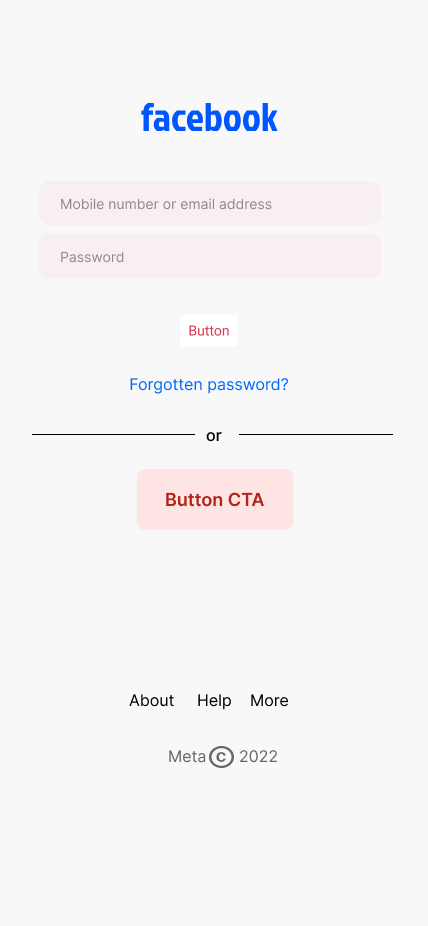 facebook
Mobile number or email address
Password
Button
Forgotten password?
or
Button CTA
About Help More
Meta © 2022